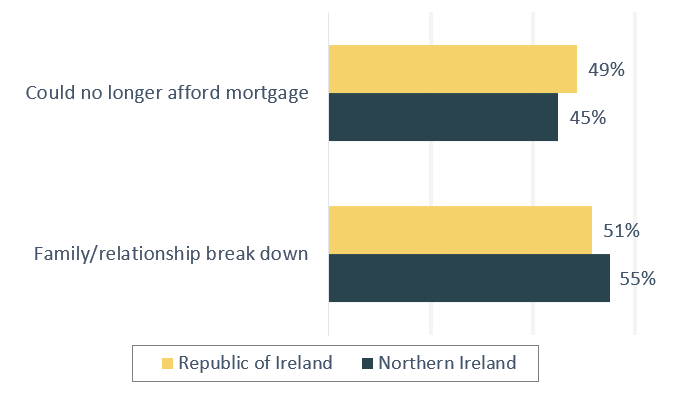 Could no longer afford mortgage
49%
45%
Family/relationship break down
51%
55%
Republic of Ireland
Northern Ireland